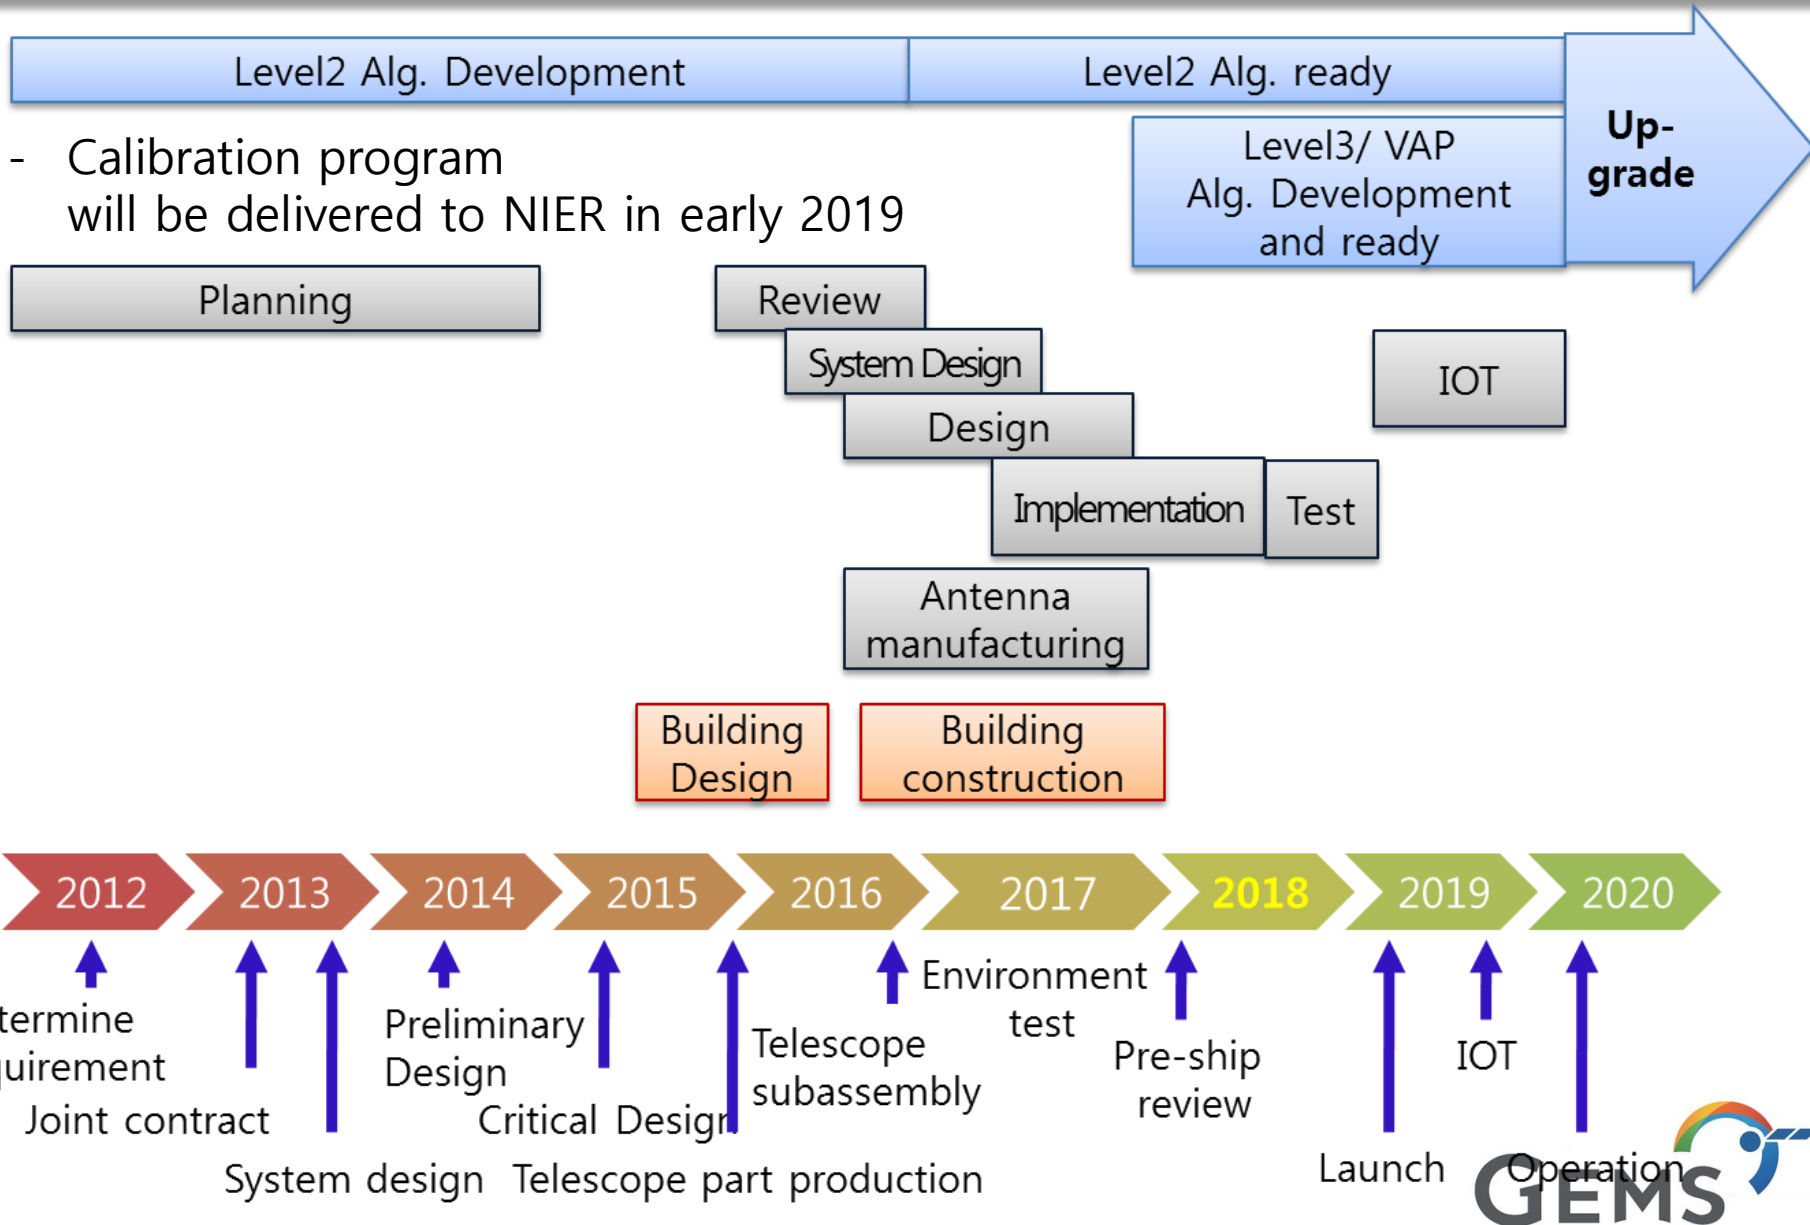 Level2 Alg. Development
Level2 Alg. ready
Up-
grade
Level3/ VAP
Alg. Development
and ready
- Calibration program
will be delivered to NIER in early 2019
Planning
Review
System Design
IOT
Design
Implementation
Test
Antenna
manufacturing
Building
Design
Building
construction
2012
2013
2014
2015
2016
2017
2018
2019
2020
termine
quirement
Joint contract
System design
Preliminary
Design
Critical Design
Telescope part production
Telescope
subassembly
Environment
test
Pre-ship
review
Launch
IOT
Operation
GEMS